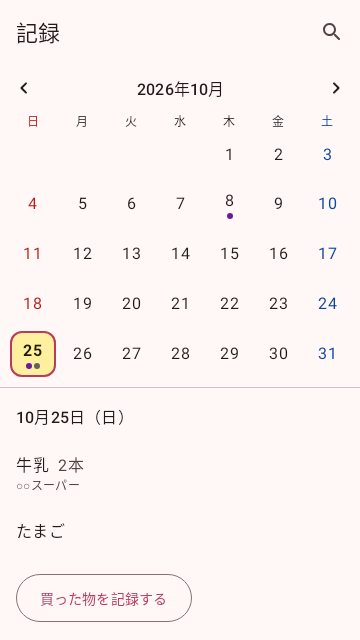 記録
2026年10月
日 月 火 水 木 金 土
1 2 3
4 5 6 7 8 9 10
11 12 13 14 15 16 17
18 19 20 21 22 23 24
25 26 27 28 29 30 31
10月25日（日）
牛乳 2本
○○スーパー
たまご
買った物を記録する